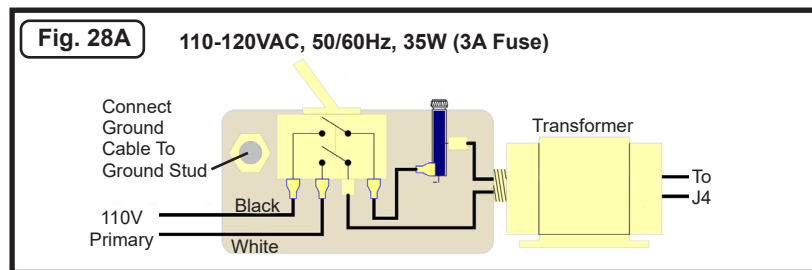 Fig. 28A
110-120VAC, 50/60Hz, 35W (3A Fuse)
Connect
Ground
Cable To
Ground Stud
Transformer
To
J4
110V
Primary
Black
White